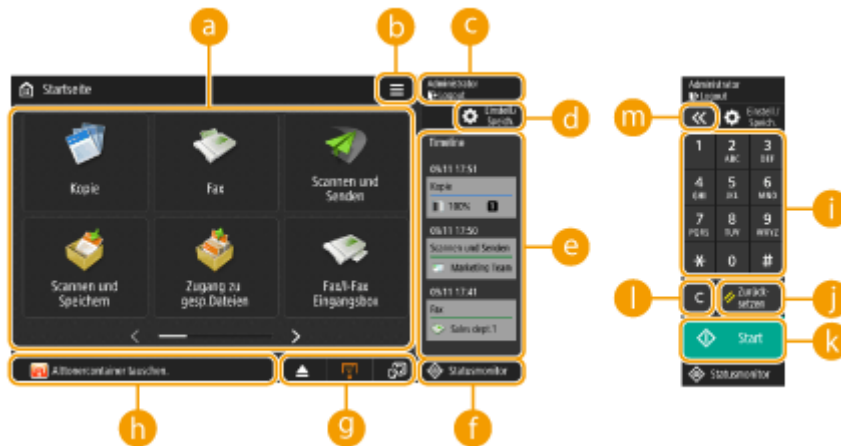 a
b
c
Startseite
Administrator
Logout
m
Administrator
Logout
Einstell./
Speich.
d
Einstell./
Speich.
Kopie
Fax
Scannen und
Senden
Scannen und
Speichern
Zugang zu
gesp.Dateien
Fax/I-Fax
Eingangsbox
Timeline
09/11 17:51
Kopie
100% 1
09/11 17:50
Scannen und Senden
Marketing Team
09/11 17:41
Fax
Sales dept.1
e
1 2 3
ABC DEF
4 5 6
GHI JKL MNO
7 8 9
PQRS TUV WXYZ
* 0 #
i
l
C
Zurück-
setzen
j
Start
k
Alttonercontainer tauschen.
Statusmonitor
Statusmonitor
h
g
f